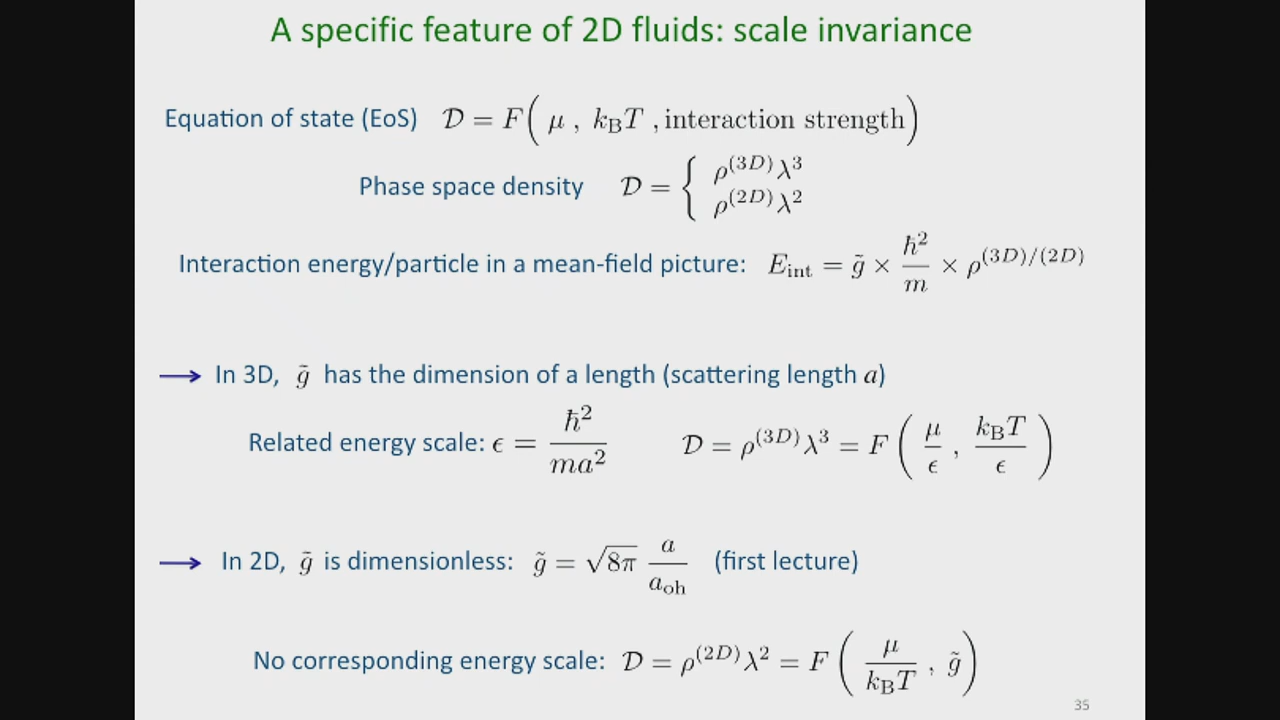 A specific feature of 2D fluids: scale invariance
Equation of state (EoS) 𝒟 = F( μ , k_B T , interaction strength )
Phase space density 𝒟 = { ρ^(3D) λ^3
ρ^(2D) λ^2
Interaction energy/particle in a mean-field picture: E_int = g̃ × ħ^2/m × ρ^(3D)/(2D)
→ In 3D, g̃ has the dimension of a length (scattering length a)
Related energy scale: ϵ = ħ^2/(ma^2) 𝒟 = ρ^(3D) λ^3 = F( μ/ϵ , k_B T/ϵ )
→ In 2D, g̃ is dimensionless: g̃ = √(8π) a/a_oh (first lecture)
No corresponding energy scale: 𝒟 = ρ^(2D) λ^2 = F( μ/(k_B T) , g̃ )
35